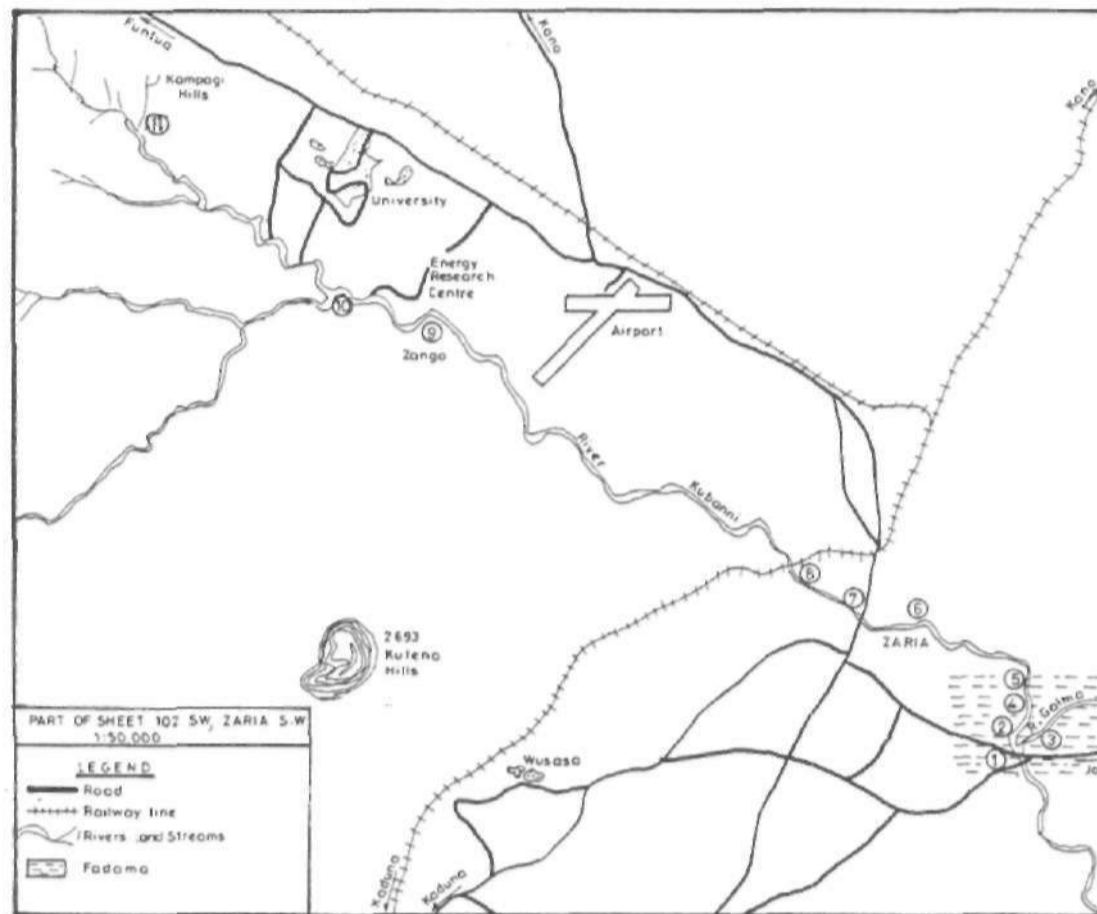 Funtua
Kano
Kano
Kampagi
Hills
11
University
Energy
Research
Centre
10
9
Zango
Airport
River
Kubanni
8
7
6
ZARIA
5
4
2
R. Galma
3
1
Ja
2693
Kufena
Hills
Wusasa
Kaduna
Kaduna
PART OF SHEET 102 SW, ZARIA S.W
1:50,000
LEGEND
Road
Railway line
Rivers and Streams
Fadama